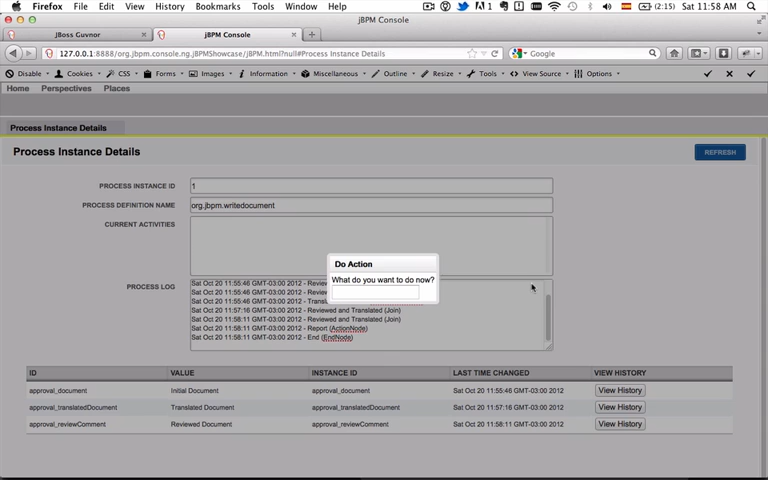 Firefox File Edit View History Bookmarks Tools Window Help 1 (2:15) Sat Oct 20 11:58 AM
jBPM Console
JBoss Guvnor jBPM Console
127.0.0.1:8888/org.jbpm.console.ng.jBPMShowcase/jBPM.html?null#Process Instance Details Google
Disable Cookies CSS Forms Images Information Miscellaneous Outline Resize Tools View Source Options
Home Perspectives Places
Process Instance Details
Process Instance Details REFRESH
PROCESS INSTANCE ID 1
PROCESS DEFINITION NAME org.jbpm.writedocument
CURRENT ACTIVITIES
Do Action
What do you want to do now?
PROCESS LOG
Sat Oct 20 11:55:46 GMT-03:00 2012 - Review
Sat Oct 20 11:55:46 GMT-03:00 2012 - Review
Sat Oct 20 11:55:46 GMT-03:00 2012 - Trans
Sat Oct 20 11:57:16 GMT-03:00 2012 - Reviewed and Translated (Join)
Sat Oct 20 11:58:11 GMT-03:00 2012 - Reviewed and Translated (Join)
Sat Oct 20 11:58:11 GMT-03:00 2012 - Report (ActionNode)
Sat Oct 20 11:58:11 GMT-03:00 2012 - End (EndNode)
ID VALUE INSTANCE ID LAST TIME CHANGED VIEW HISTORY
approval_document Initial Document approval_document Sat Oct 20 11:55:46 GMT-03:00 2012 View History
approval_translatedDocument Translated Document approval_translatedDocument Sat Oct 20 11:57:16 GMT-03:00 2012 View History
approval_reviewComment Reviewed Document approval_reviewComment Sat Oct 20 11:58:11 GMT-03:00 2012 View History